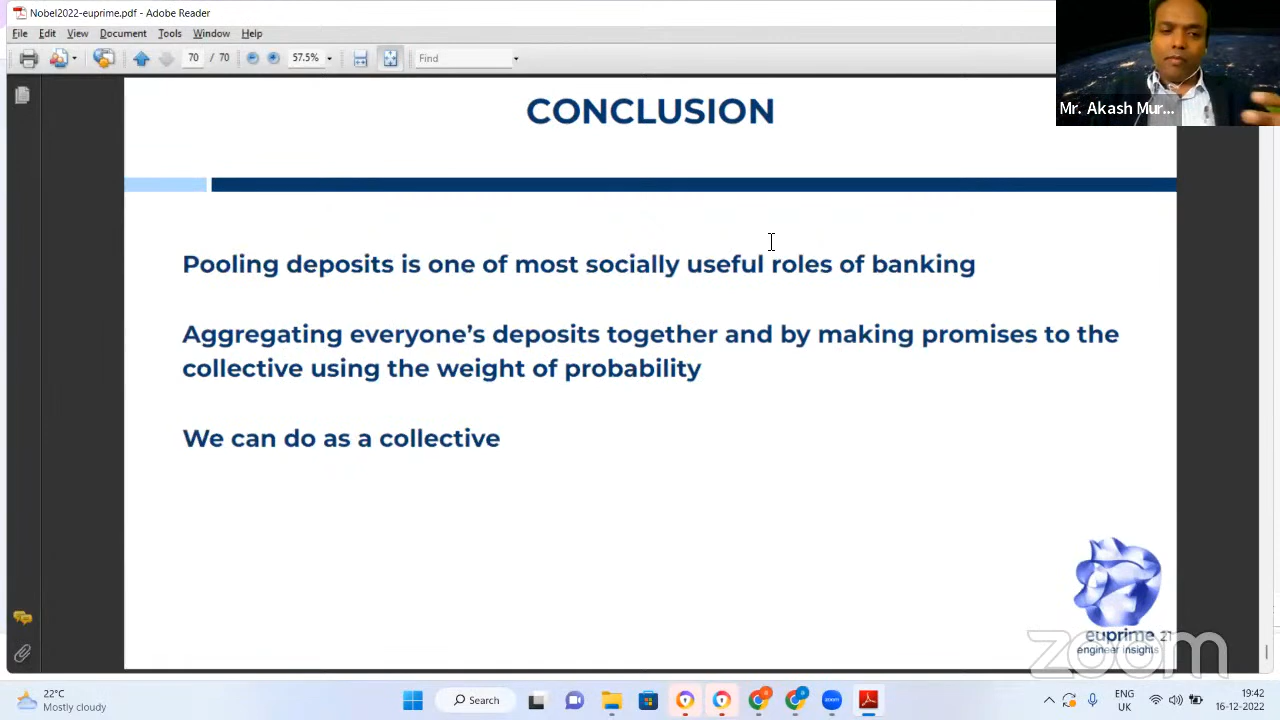 Nobel2022-euprime.pdf - Adobe Reader
File Edit View Document Tools Window Help
70 / 70 57.5% Find
Mr. Akash Mur...
CONCLUSION
Pooling deposits is one of most socially useful roles of banking
Aggregating everyone’s deposits together and by making promises to the
collective using the weight of probability
We can do as a collective
euprime 21
engineer insights
zoom
22°C
Mostly cloudy
Search
zoom
ENG
UK
19:42
16-12-2022